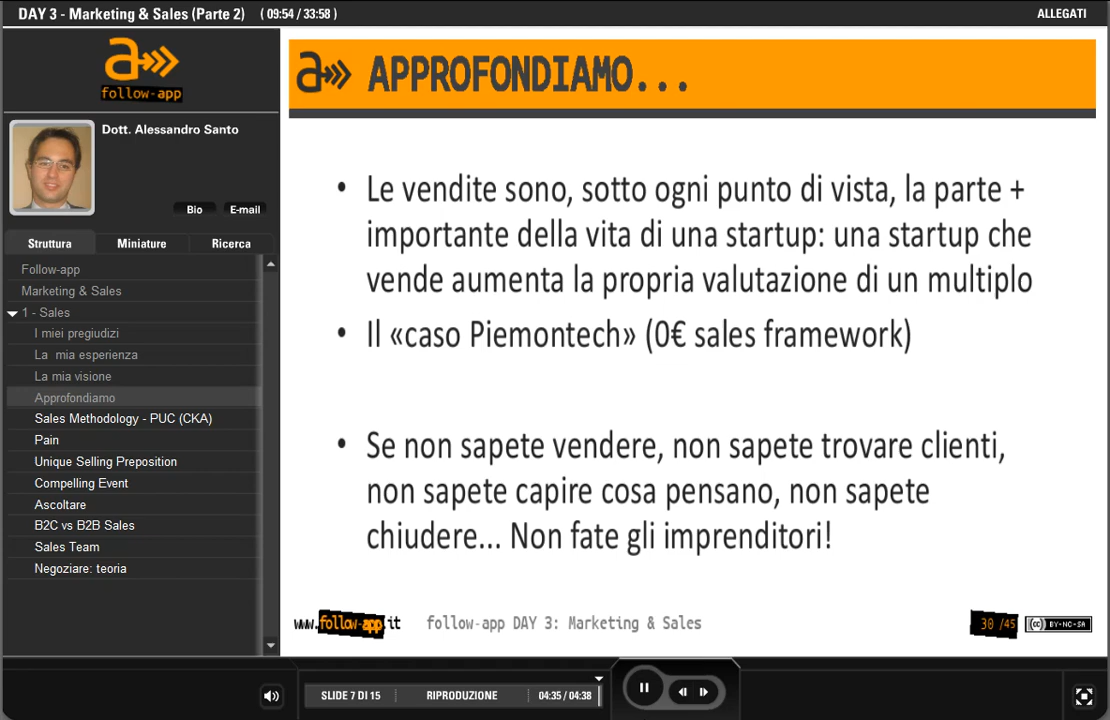 DAY 3 - Marketing & Sales (Parte 2) (09:54 / 33:58)
ALLEGATI
a
follow-app
Dott. Alessandro Santo
Bio
E-mail
Struttura
Miniature
Ricerca
Follow-app
Marketing & Sales
1 - Sales
I miei pregiudizi
La mia esperienza
La mia visione
Approfondiamo
Sales Methodology - PUC (CKA)
Pain
Unique Selling Preposition
Compelling Event
Ascoltare
B2C vs B2B Sales
Sales Team
Negoziare: teoria
a APPROFONDIAMO...
• Le vendite sono, sotto ogni punto di vista, la parte +
importante della vita di una startup: una startup che
vende aumenta la propria valutazione di un multiplo
• Il «caso Piemontech» (0€ sales framework)
• Se non sapete vendere, non sapete trovare clienti,
non sapete capire cosa pensano, non sapete
chiudere... Non fate gli imprenditori!
www.follow-app.it
follow-app DAY 3: Marketing & Sales
30 /45
cc BY-NC-SA
SLIDE 7 DI 15
RIPRODUZIONE
04:35 / 04:38